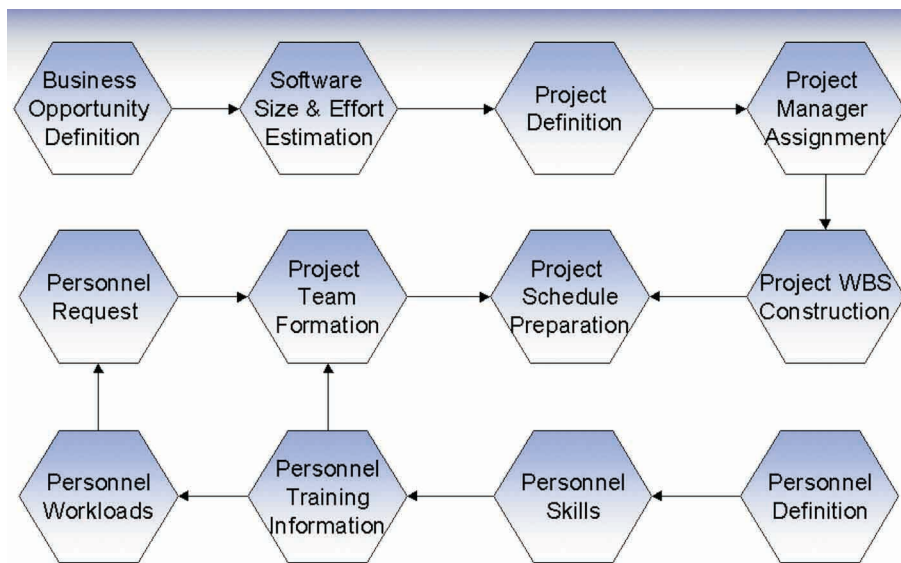 Business
Opportunity
Definition
Software
Size & Effort
Estimation
Project
Definition
Project
Manager
Assignment
Personnel
Request
Project
Team
Formation
Project
Schedule
Preparation
Project WBS
Construction
Personnel
Workloads
Personnel
Training
Information
Personnel
Skills
Personnel
Definition